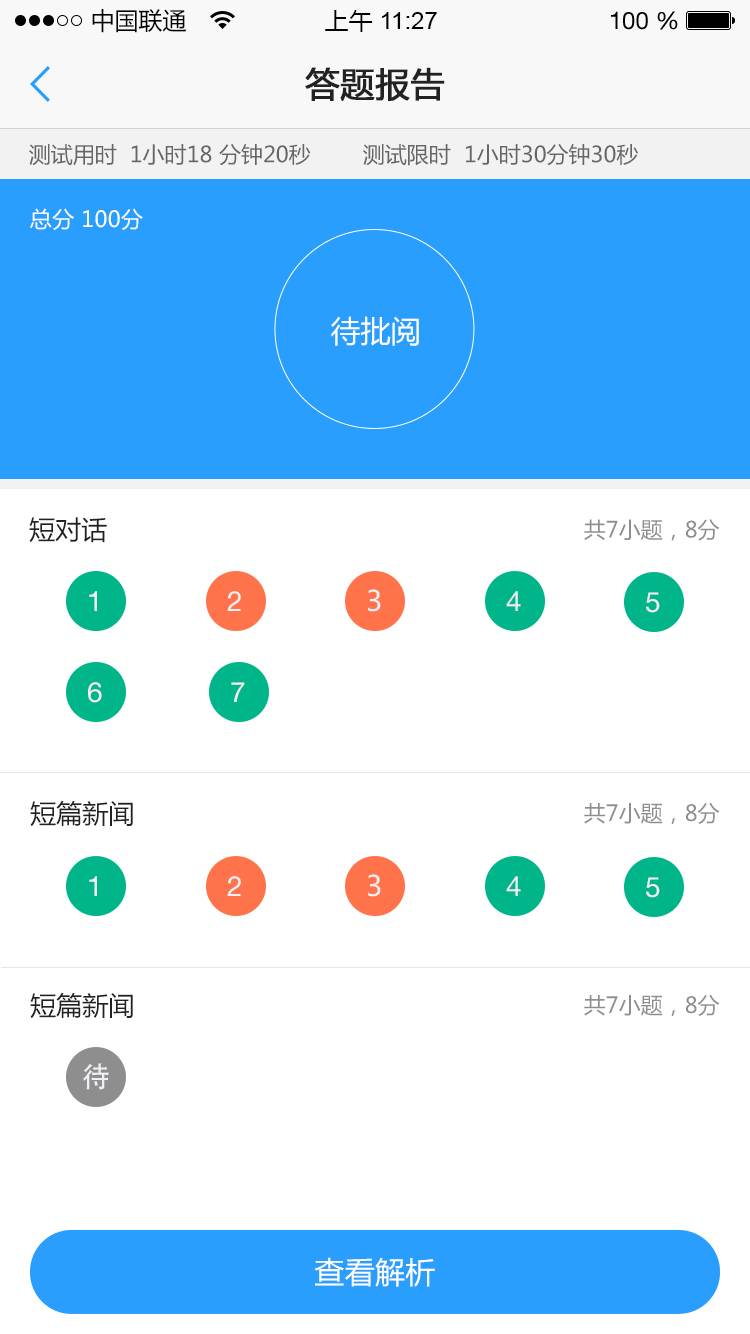 中国联通 上午 11:27 100 %
答题报告
测试用时 1小时18 分钟20秒 测试限时 1小时30分钟30秒
总分 100分
待批阅
短对话 共7小题，8分
1 2 3 4 5
6 7
短篇新闻 共7小题，8分
1 2 3 4 5
短篇新闻 共7小题，8分
待
查看解析